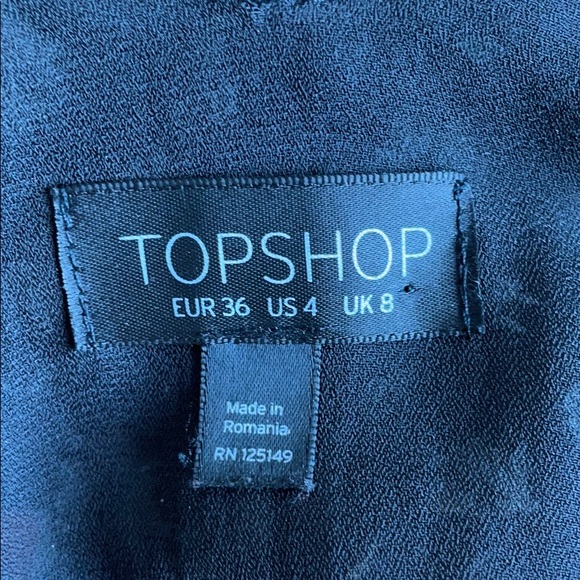 TOPSHOP
EUR 36 US 4 UK 8
Made in
Romania
RN 125149